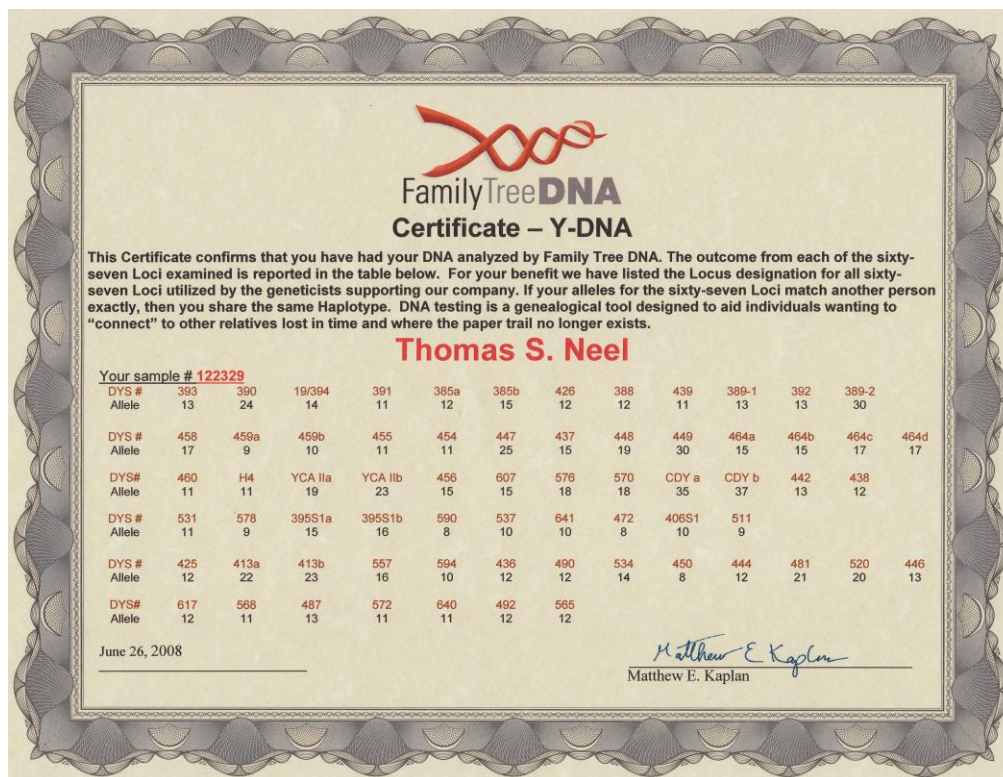 FamilyTreeDNA
Certificate – Y-DNA
This Certificate confirms that you have had your DNA analyzed by Family Tree DNA. The outcome from each of the sixty-
seven Loci examined is reported in the table below. For your benefit we have listed the Locus designation for all sixty-
seven Loci utilized by the geneticists supporting our company. If your alleles for the sixty-seven Loci match another person
exactly, then you share the same Haplotype. DNA testing is a genealogical tool designed to aid individuals wanting to
“connect” to other relatives lost in time and where the paper trail no longer exists.
Thomas S. Neel
Your sample # 122329
DYS # 393 390 19/394 391 385a 385b 426 388 439 389-1 392 389-2
Allele 13 24 14 11 12 15 12 12 11 13 13 30
DYS # 458 459a 459b 455 454 447 437 448 449 464a 464b 464c 464d
Allele 17 9 10 11 11 25 15 19 30 15 15 17 17
DYS# 460 H4 YCA IIa YCA IIb 456 607 576 570 CDY a CDY b 442 438
Allele 11 11 19 23 15 15 18 18 35 37 13 12
DYS # 531 578 395S1a 395S1b 590 537 641 472 406S1 511
Allele 11 9 15 16 8 10 10 8 10 9
DYS # 425 413a 413b 557 594 436 490 534 450 444 481 520 446
Allele 12 22 23 16 10 12 12 14 8 12 21 20 13
DYS# 617 568 487 572 640 492 565
Allele 12 11 13 11 11 12 12
June 26, 2008
Matthew E Kaplan
Matthew E. Kaplan